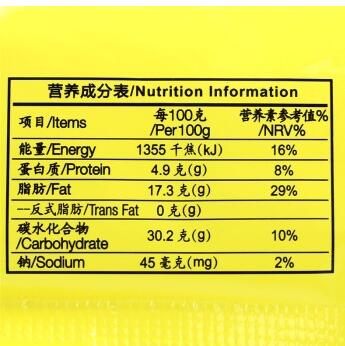 营养成分表/Nutrition Information
项目/Items 每100克/Per100g 营养素参考值%/NRV%
能量/Energy 1355 千焦(kJ) 16%
蛋白质/Protein 4.9 克(g) 8%
脂肪/Fat 17.3 克(g) 29%
--反式脂肪/Trans Fat 0 克(g)
碳水化合物/Carbohydrate 30.2 克(g) 10%
钠/Sodium 45 毫克(mg) 2%